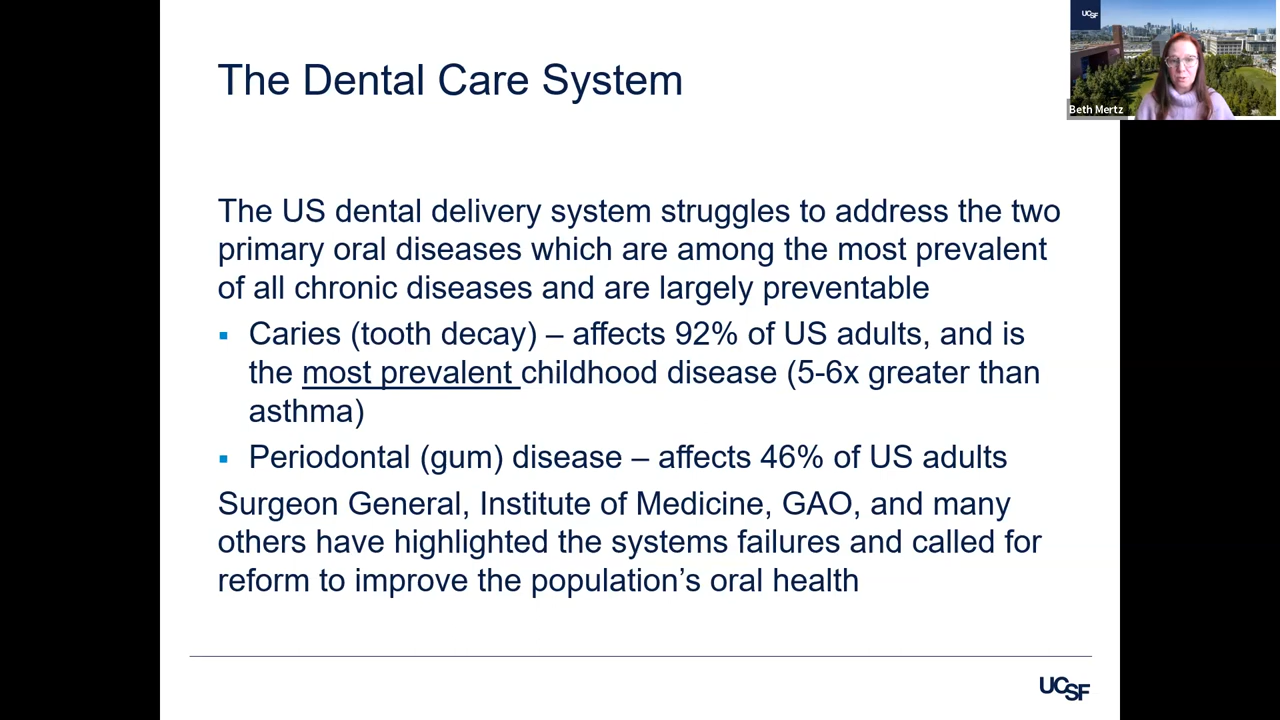 UCSF
Beth Mertz
The Dental Care System
The US dental delivery system struggles to address the two
primary oral diseases which are among the most prevalent
of all chronic diseases and are largely preventable
▪ Caries (tooth decay) – affects 92% of US adults, and is
the most prevalent childhood disease (5-6x greater than
asthma)
▪ Periodontal (gum) disease – affects 46% of US adults
Surgeon General, Institute of Medicine, GAO, and many
others have highlighted the systems failures and called for
reform to improve the population’s oral health
UCSF